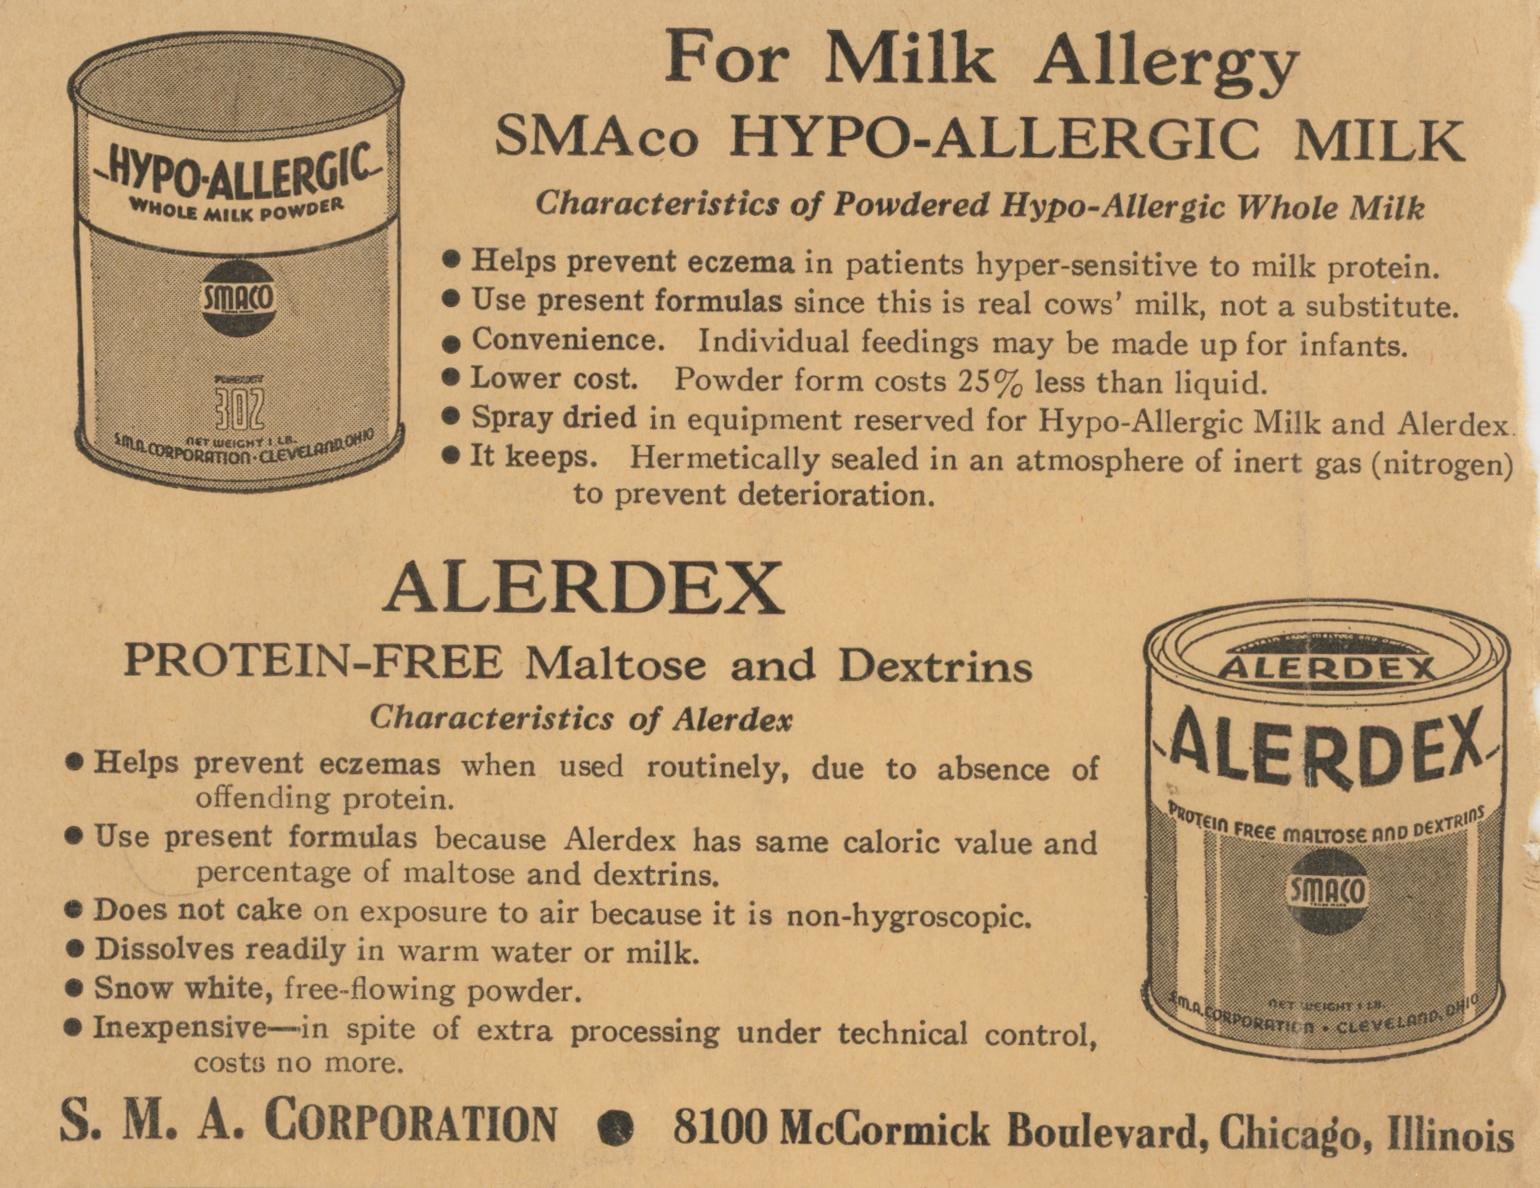 For Milk Allergy
SMAco HYPO-ALLERGIC MILK
Characteristics of Powdered Hypo-Allergic Whole Milk
● Helps prevent eczema in patients hyper-sensitive to milk protein.
● Use present formulas since this is real cows' milk, not a substitute.
● Convenience. Individual feedings may be made up for infants.
● Lower cost. Powder form costs 25% less than liquid.
● Spray dried in equipment reserved for Hypo-Allergic Milk and Alerdex.
● It keeps. Hermetically sealed in an atmosphere of inert gas (nitrogen)
to prevent deterioration.
HYPO-ALLERGIC
WHOLE MILK POWDER
SMACO
302
NET WEIGHT 1 LB.
S.M.A. CORPORATION · CLEVELAND, OHIO
ALERDEX
PROTEIN-FREE Maltose and Dextrins
Characteristics of Alerdex
● Helps prevent eczemas when used routinely, due to absence of
offending protein.
● Use present formulas because Alerdex has same caloric value and
percentage of maltose and dextrins.
● Does not cake on exposure to air because it is non-hygroscopic.
● Dissolves readily in warm water or milk.
● Snow white, free-flowing powder.
● Inexpensive—in spite of extra processing under technical control,
costs no more.
ALERDEX
ALERDEX
PROTEIN FREE MALTOSE AND DEXTRINS
SMACO
NET WEIGHT 1 LB.
S.M.A. CORPORATION · CLEVELAND, OHIO
S. M. A. CORPORATION ● 8100 McCormick Boulevard, Chicago, Illinois